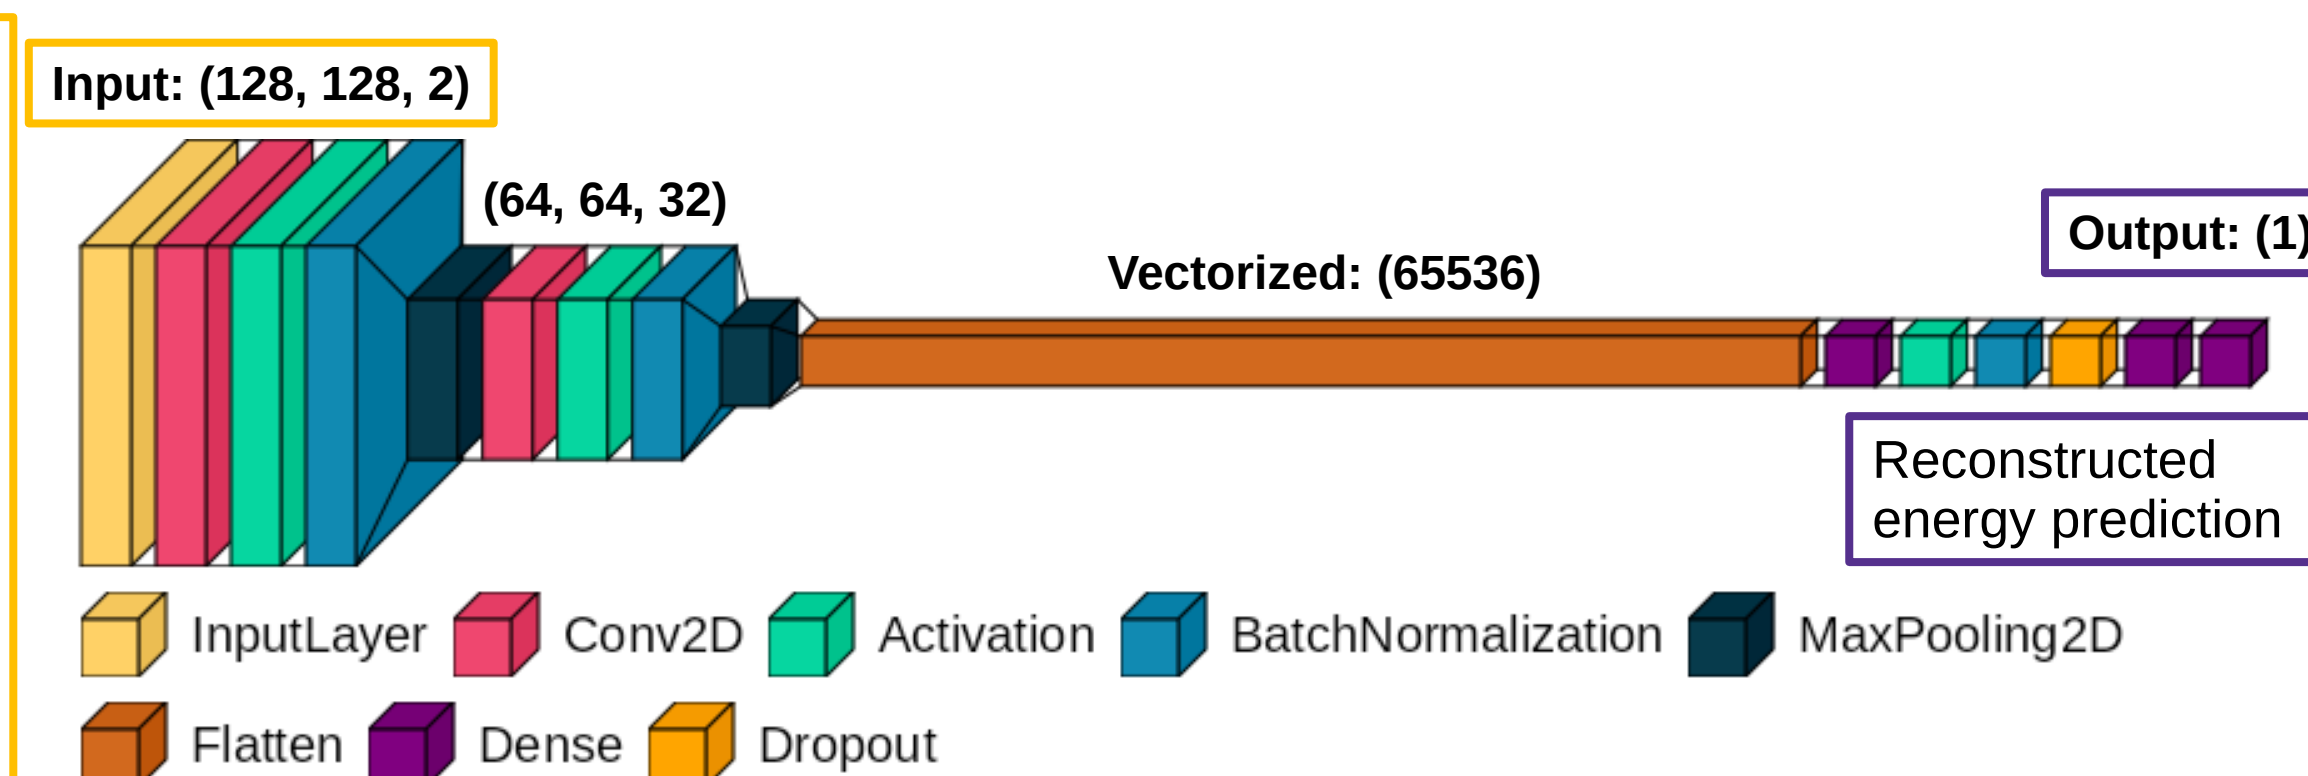 Input: (128, 128, 2)
(64, 64, 32)
Vectorized: (65536)
Output: (1)
Reconstructed
energy prediction
InputLayer Conv2D Activation BatchNormalization MaxPooling2D
Flatten Dense Dropout